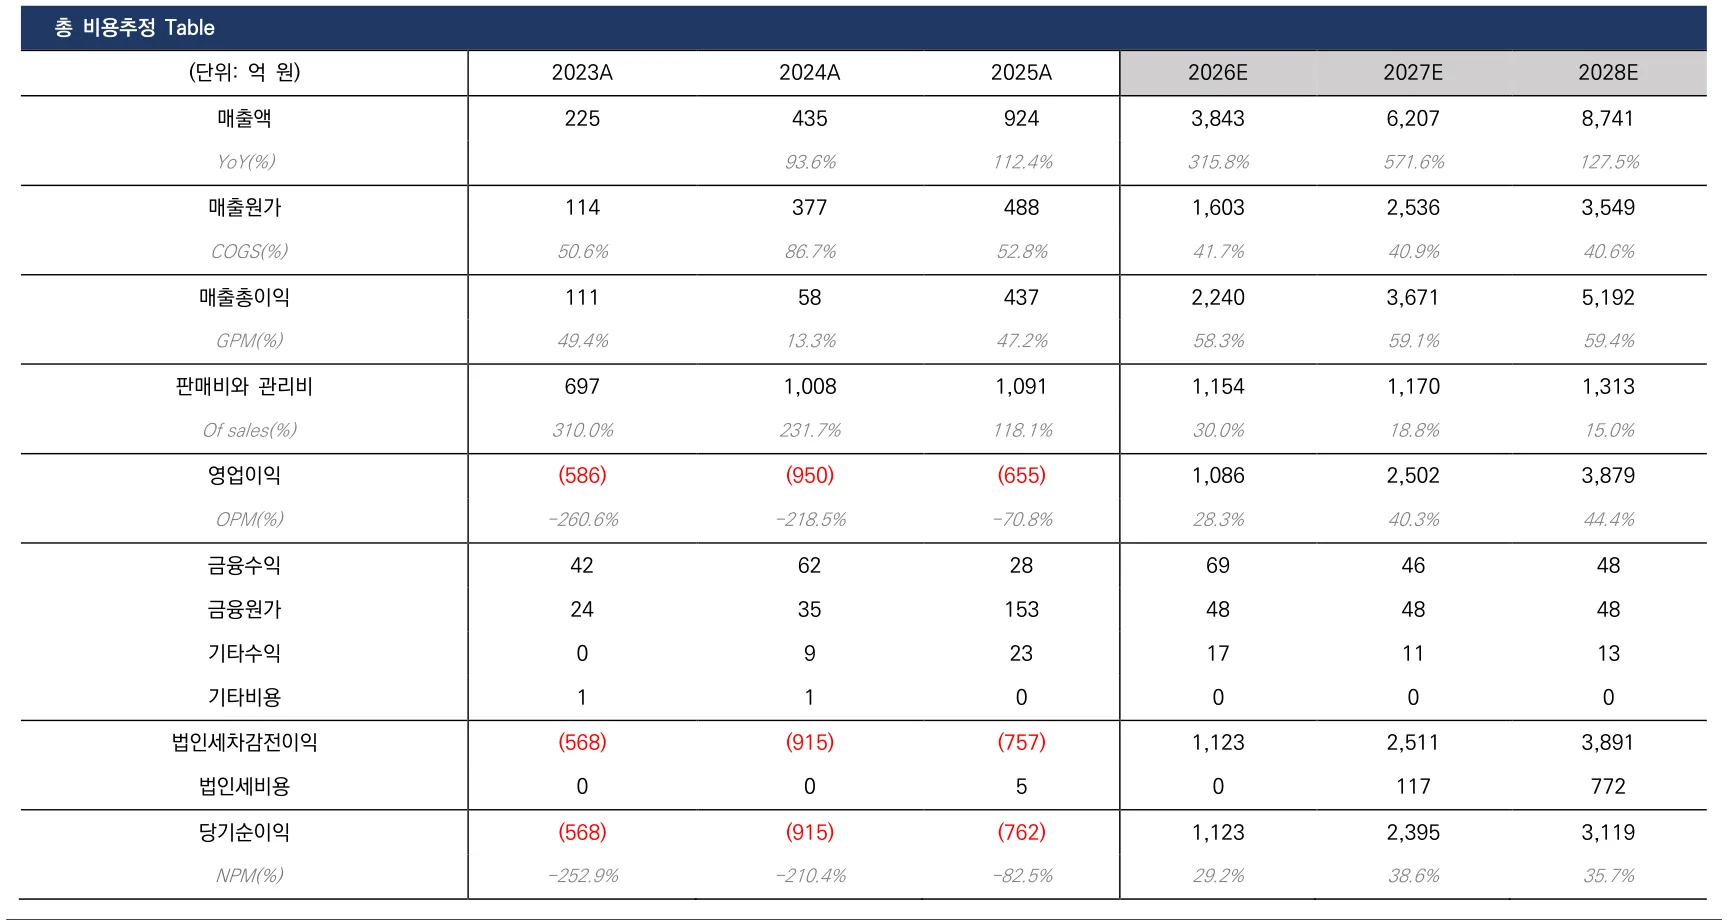 총 비용추정 Table
(단위: 억 원) 2023A 2024A 2025A 2026E 2027E 2028E
매출액 225 435 924 3,843 6,207 8,741
YoY(%) 93.6% 112.4% 315.8% 571.6% 127.5%
매출원가 114 377 488 1,603 2,536 3,549
COGS(%) 50.6% 86.7% 52.8% 41.7% 40.9% 40.6%
매출총이익 111 58 437 2,240 3,671 5,192
GPM(%) 49.4% 13.3% 47.2% 58.3% 59.1% 59.4%
판매비와 관리비 697 1,008 1,091 1,154 1,170 1,313
Of sales(%) 310.0% 231.7% 118.1% 30.0% 18.8% 15.0%
영업이익 (586) (950) (655) 1,086 2,502 3,879
OPM(%) -260.6% -218.5% -70.8% 28.3% 40.3% 44.4%
금융수익 42 62 28 69 46 48
금융원가 24 35 153 48 48 48
기타수익 0 9 23 17 11 13
기타비용 1 1 0 0 0 0
법인세차감전이익 (568) (915) (757) 1,123 2,511 3,891
법인세비용 0 0 5 0 117 772
당기순이익 (568) (915) (762) 1,123 2,395 3,119
NPM(%) -252.9% -210.4% -82.5% 29.2% 38.6% 35.7%